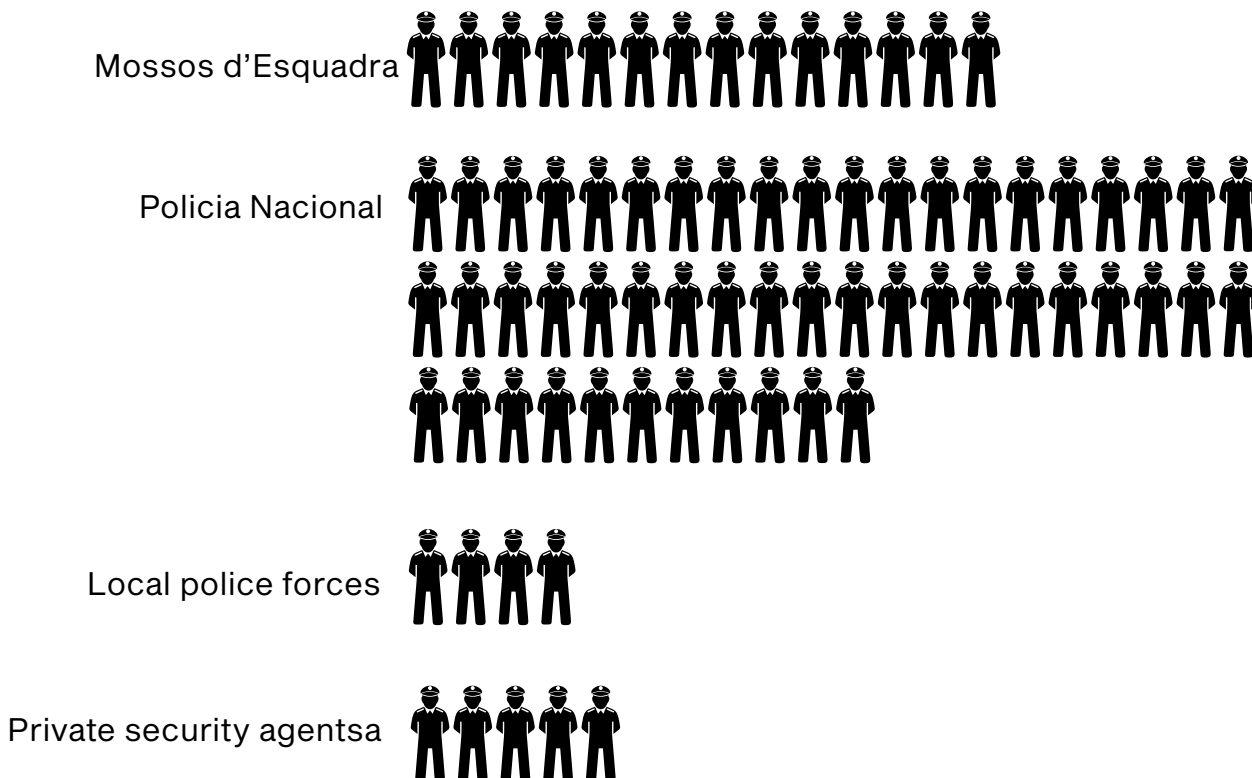 Mossos d’Esquadra
Policia Nacional
Local police forces
Private security agentsa